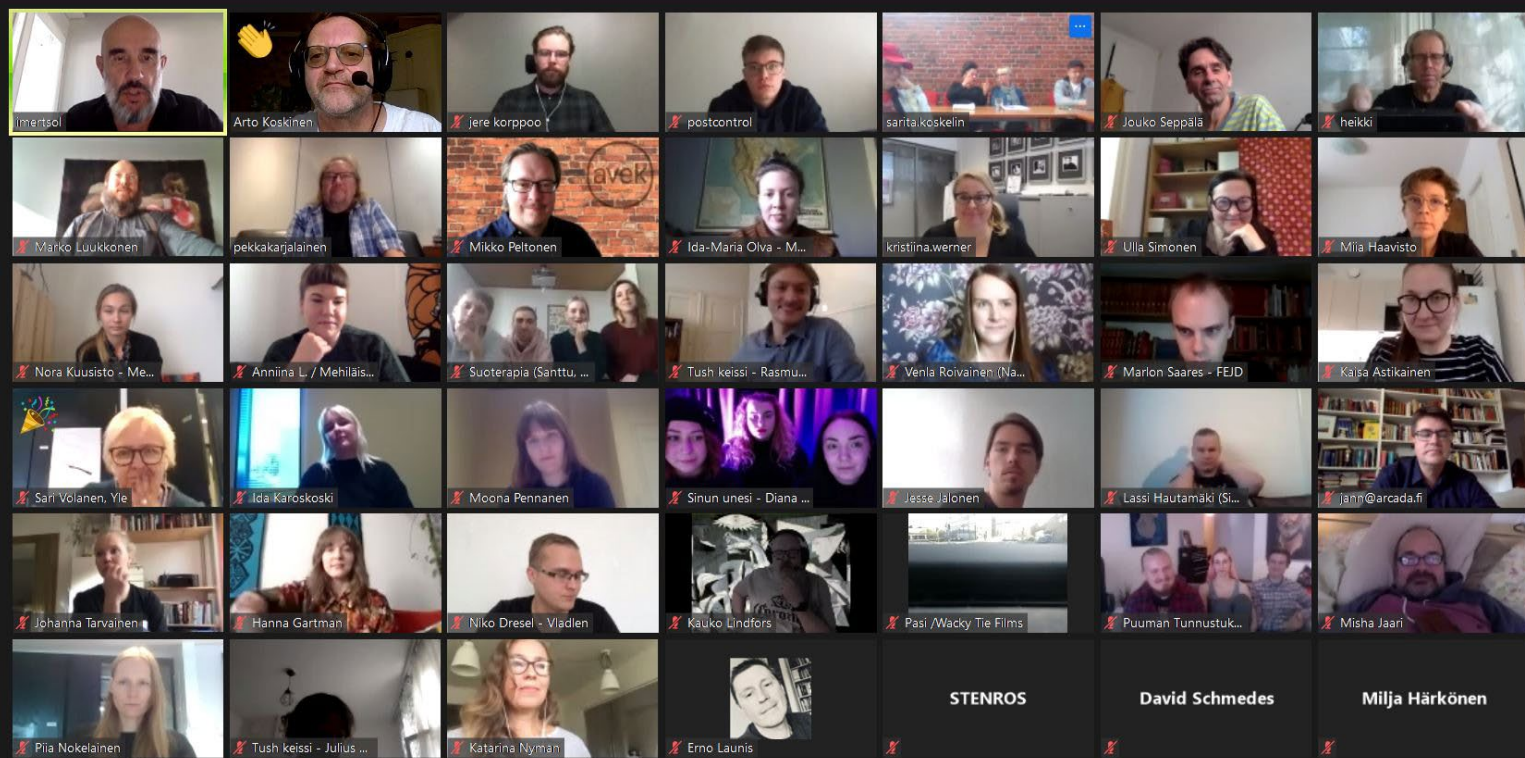 imertsol
Arto Koskinen
jere korppoo
postcontrol
sarita.koskelin
Jouko Seppälä
heikki
Marko Luukkonen
pekkakarjalainen
Mikko Peltonen
avek
Ida-Maria Olva - M...
kristiina.werner
Ulla Simonen
Miia Haavisto
Nora Kuusisto - Me...
Anniina L. / Mehiläis...
Suoterapia (Santtu, ...
Tush keissi - Rasmu...
Venla Roivainen (Na...
Marlon Saares - FEJD
Kaisa Astikainen
Sari Volanen, Yle
Ida Karoskoski
Moona Pennanen
Sinun unesi - Diana ...
Jesse Jalonen
Lassi Hautamäki (Si...
jann@arcada.fi
Johanna Tarvainen
Hanna Gartman
Niko Dresel - Vladlen
Kauko Lindfors
Pasi /Wacky Tie Films
Puuman Tunnustuk...
Misha Jaari
Piia Nokelainen
Tush keissi - Julius ...
Katarina Nyman
Erno Launis
STENROS
David Schmedes
Milja Härkönen